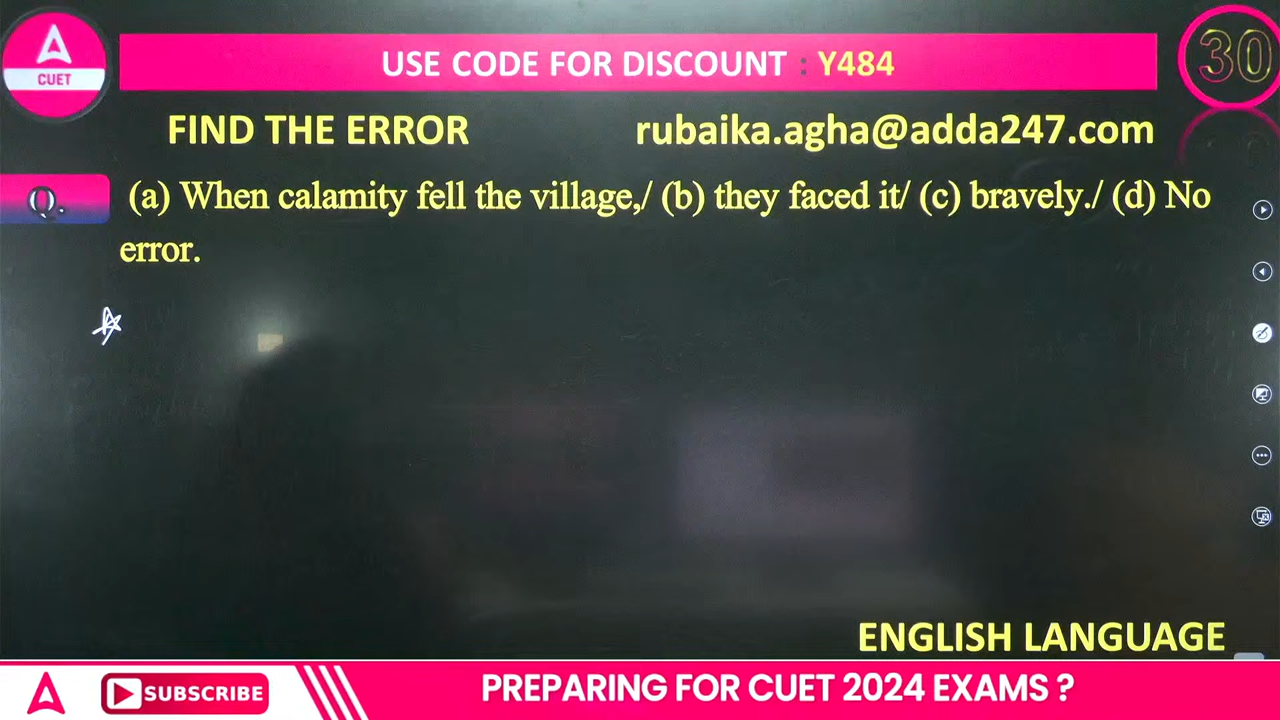 CUET
USE CODE FOR DISCOUNT : Y484
30
FIND THE ERROR
rubaika.agha@adda247.com
Q.
(a) When calamity fell the village,/ (b) they faced it/ (c) bravely./ (d) No
error.
ENGLISH LANGUAGE
SUBSCRIBE
PREPARING FOR CUET 2024 EXAMS ?